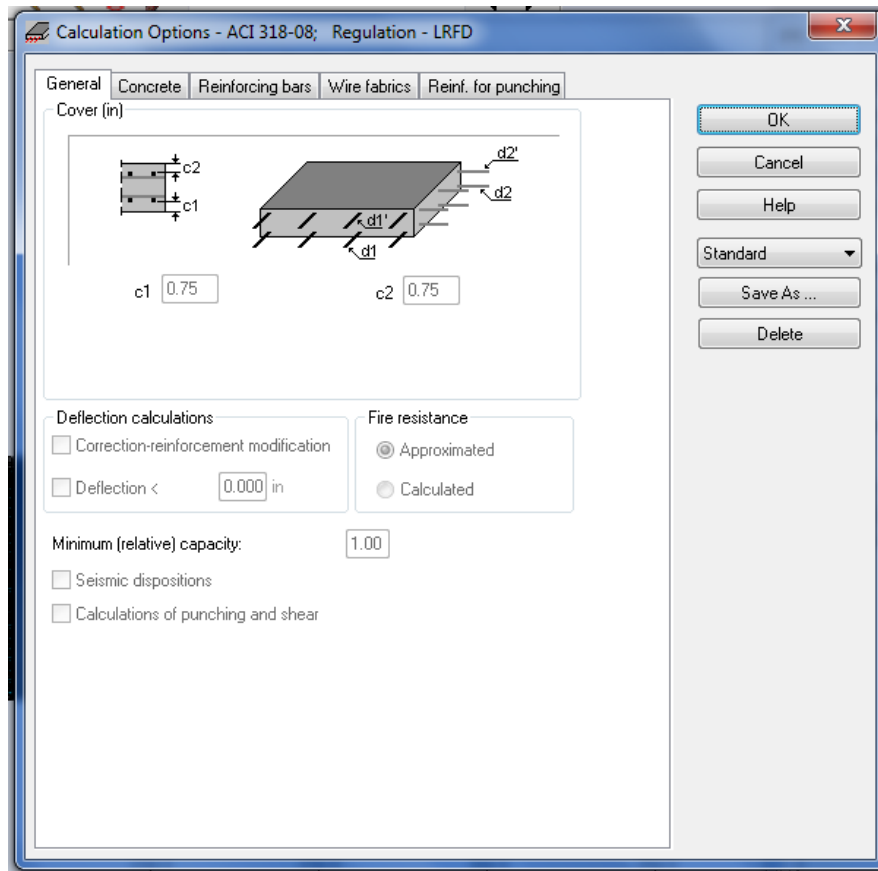 Calculation Options - ACI 318-08;   Regulation - LRFD
X
General
Concrete
Reinforcing bars
Wire fabrics
Reinf. for punching
Cover (in)
c2
c1
d2'
d2
d1'
d1
c1 0.75
c2 0.75
Deflection calculations
Correction-reinforcement modification
Deflection < 0.000 in
Fire resistance
Approximated
Calculated
Minimum (relative) capacity: 1.00
Seismic dispositions
Calculations of punching and shear
OK
Cancel
Help
Standard
Save As ...
Delete